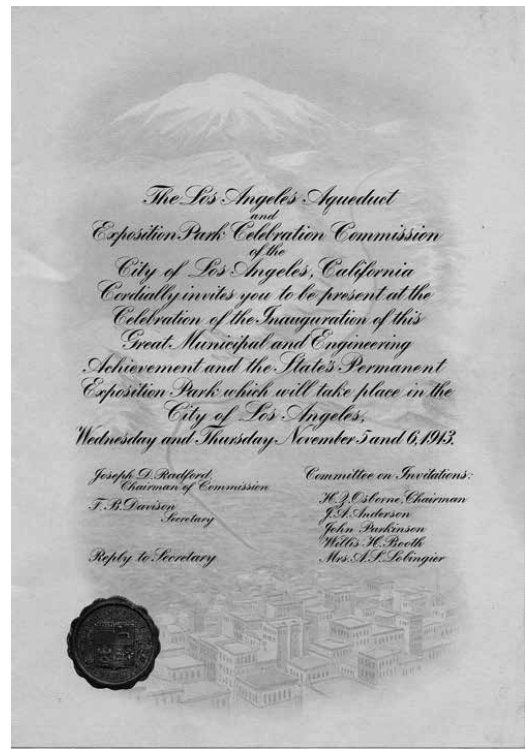 The Los Angeles Aqueduct
and
Exposition Park Celebration Commission
of the
City of Los Angeles, California
Cordially invites you to be present at the
Celebration of the Inauguration of this
Great Municipal and Engineering
Achievement and the State's Permanent
Exposition Park which will take place in the
City of Los Angeles,
Wednesday and Thursday November 5 and 6, 1913.
Joseph D. Radford,
Chairman of Commission
F. B. Davison
Secretary
Reply to Secretary
Committee on Invitations:
H. Z. Osborne, Chairman
J. A. Anderson
John Parkinson
Willis H. Booth
Mrs. A. S. Lobingier